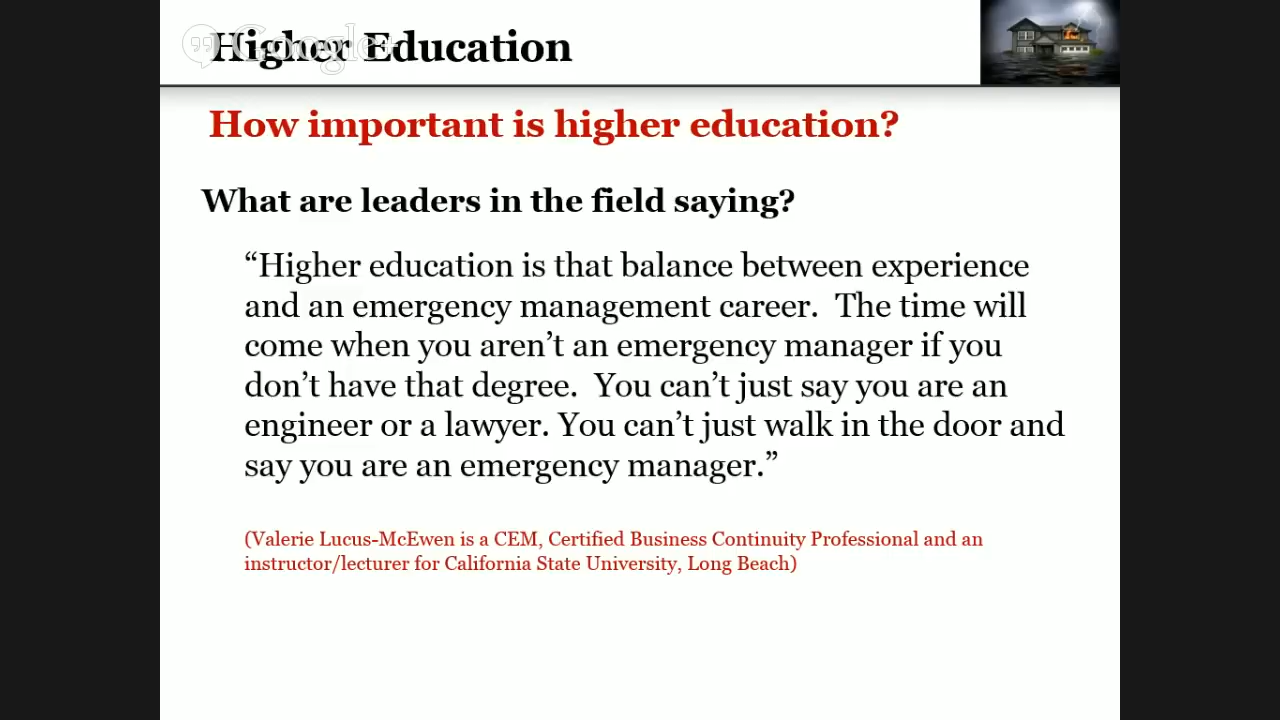 Higher Education
Google+
How important is higher education?
What are leaders in the field saying?
“Higher education is that balance between experience
and an emergency management career.  The time will
come when you aren’t an emergency manager if you
don’t have that degree.  You can’t just say you are an
engineer or a lawyer. You can’t just walk in the door and
say you are an emergency manager.”
(Valerie Lucus-McEwen is a CEM, Certified Business Continuity Professional and an
instructor/lecturer for California State University, Long Beach)